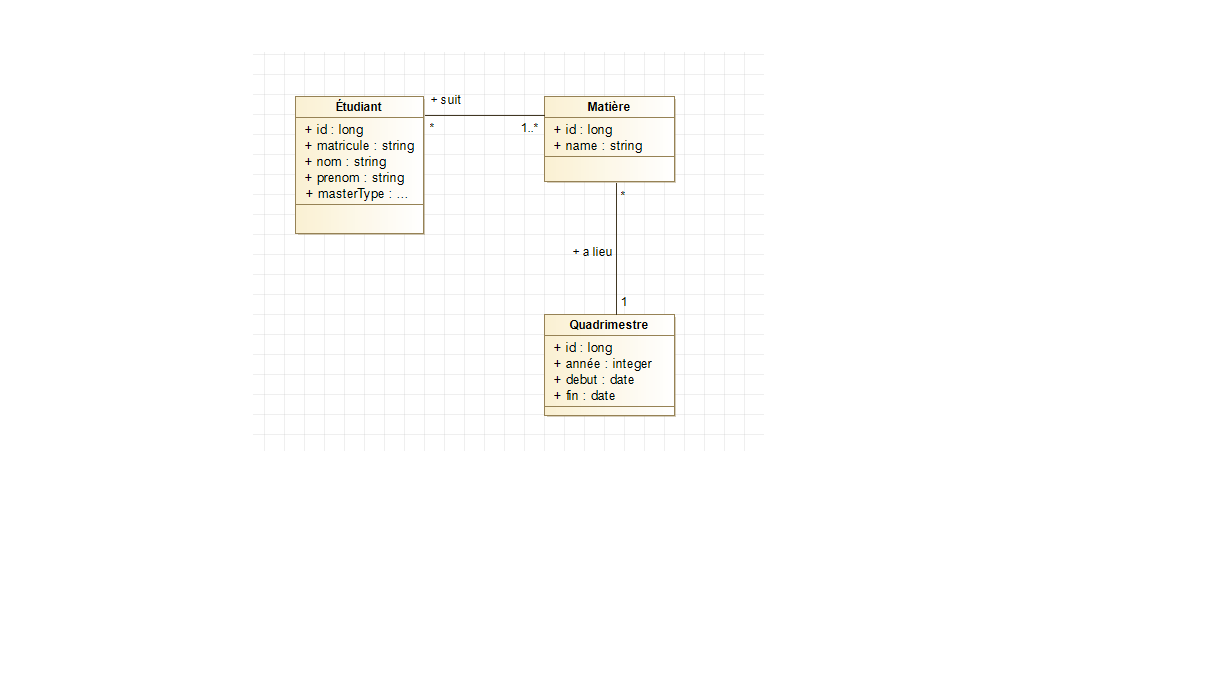 Étudiant
+ id : long
+ matricule : string
+ nom : string
+ prenom : string
+ masterType : ...
+ suit
*
1..*
Matière
+ id : long
+ name : string
*
+ a lieu
1
Quadrimestre
+ id : long
+ année : integer
+ debut : date
+ fin : date